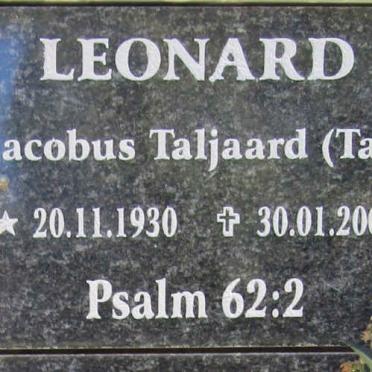 LEONARD
acobus Taljaard (Ta
★ 20.11.1930 ✝ 30.01.200
Psalm 62:2